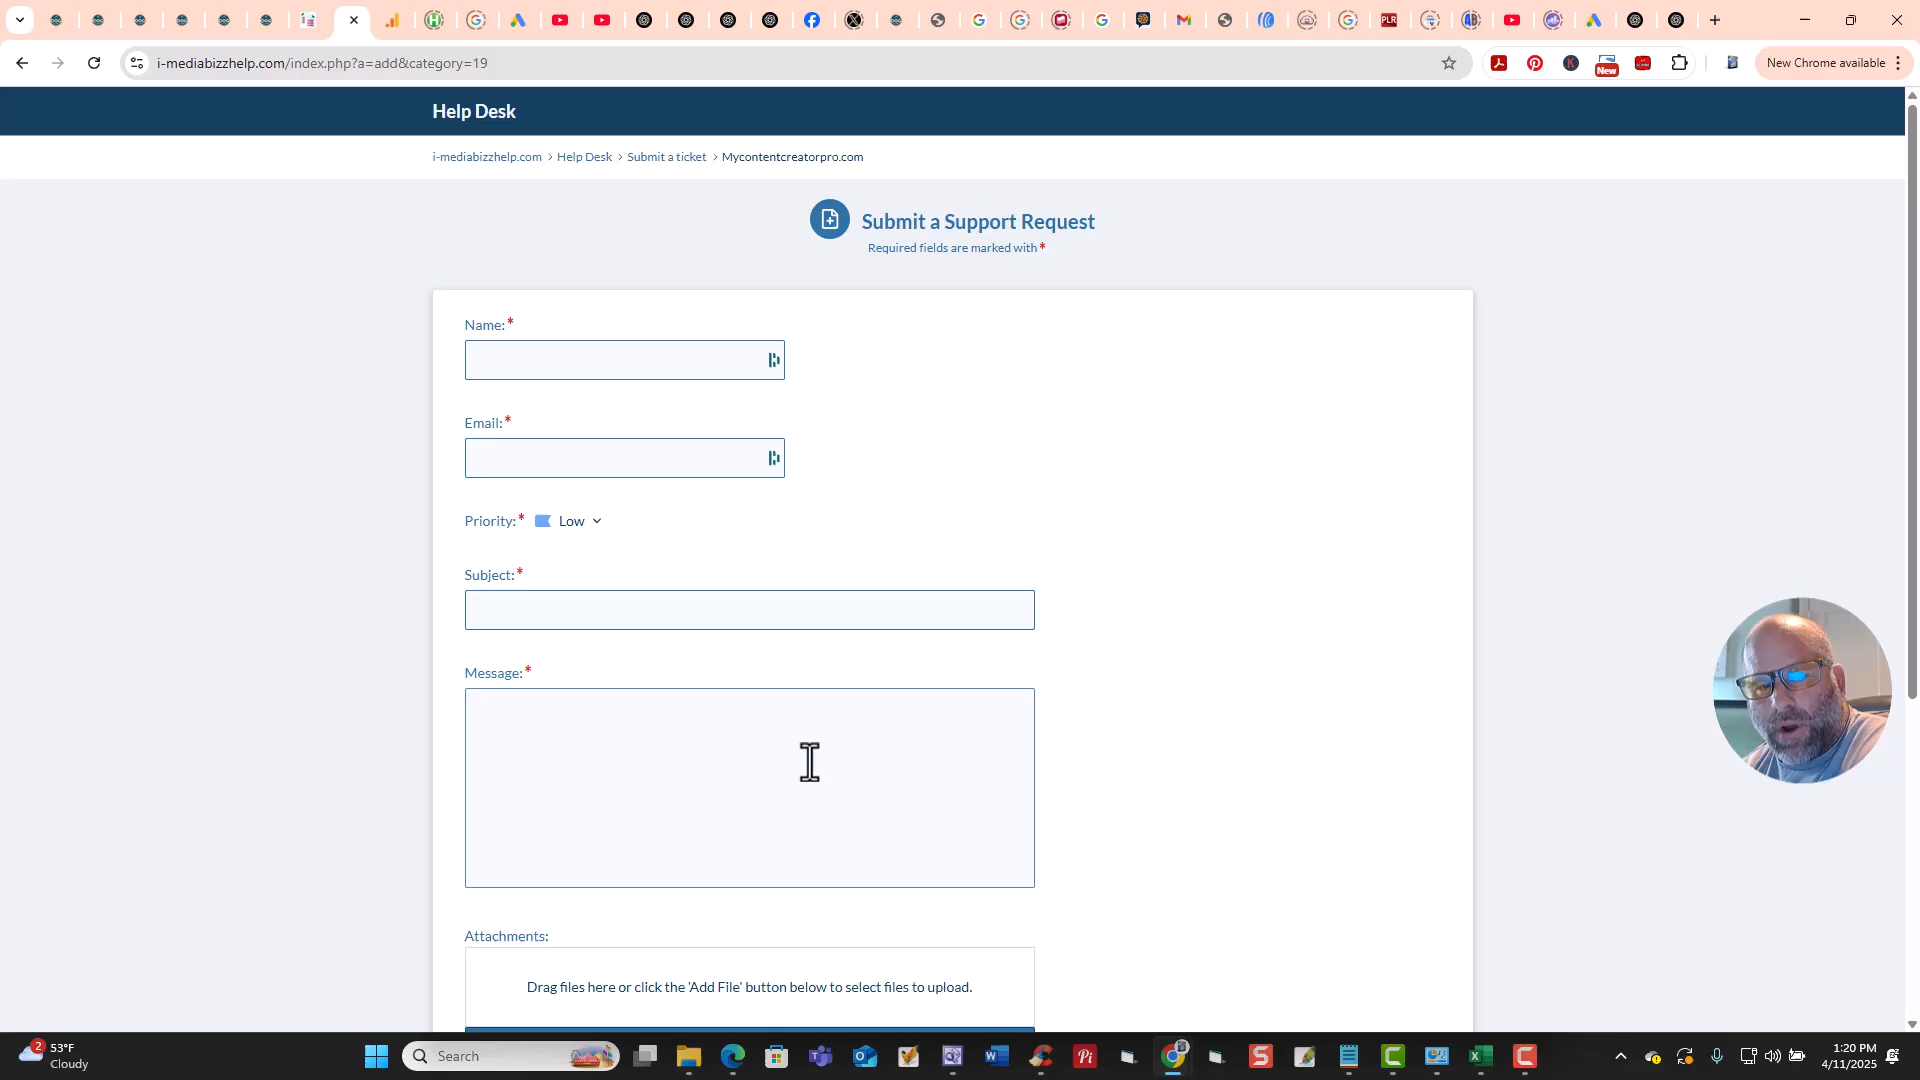 i-mediabizzhelp.com/index.php?a=add&category=19
New
New Chrome available
Help Desk
i-mediabizzhelp.com > Help Desk > Submit a ticket > Mycontentcreatorpro.com
Submit a Support Request
Required fields are marked with *
Name: *
Email: *
Priority: * Low
Subject: *
Message: *
Attachments:
Drag files here or click the 'Add File' button below to select files to upload.
2
53°F
Cloudy
Search
1:20 PM
4/11/2025